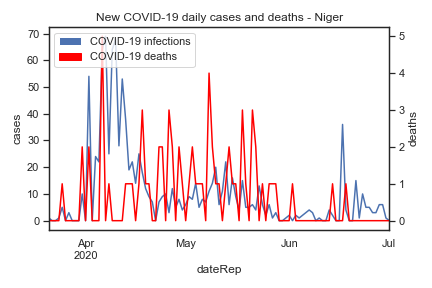 New COVID-19 daily cases and deaths - Niger
COVID-19 infections
COVID-19 deaths
cases
70
60
50
40
30
20
10
0
deaths
5
4
3
2
1
0
Apr
2020
May
Jun
Jul
dateRep